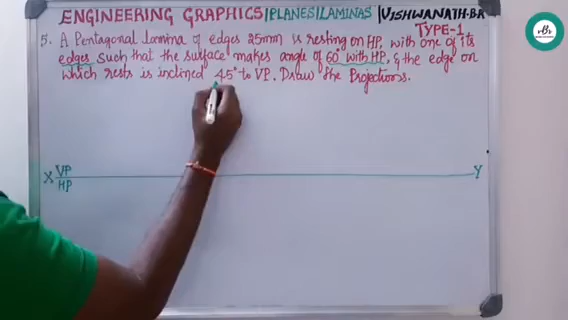 ENGINEERING GRAPHICS|PLANES/LAMINAS |VISHWANATH.BR
TYPE-1
5. A Pentagonal lamina of edges 25mm is resting on HP, with one of its
edges such that the surface makes angle of 60 with HP, & the edge on
which rests is inclined 45° to VP. Draw the Projections.
X VP Y
HP